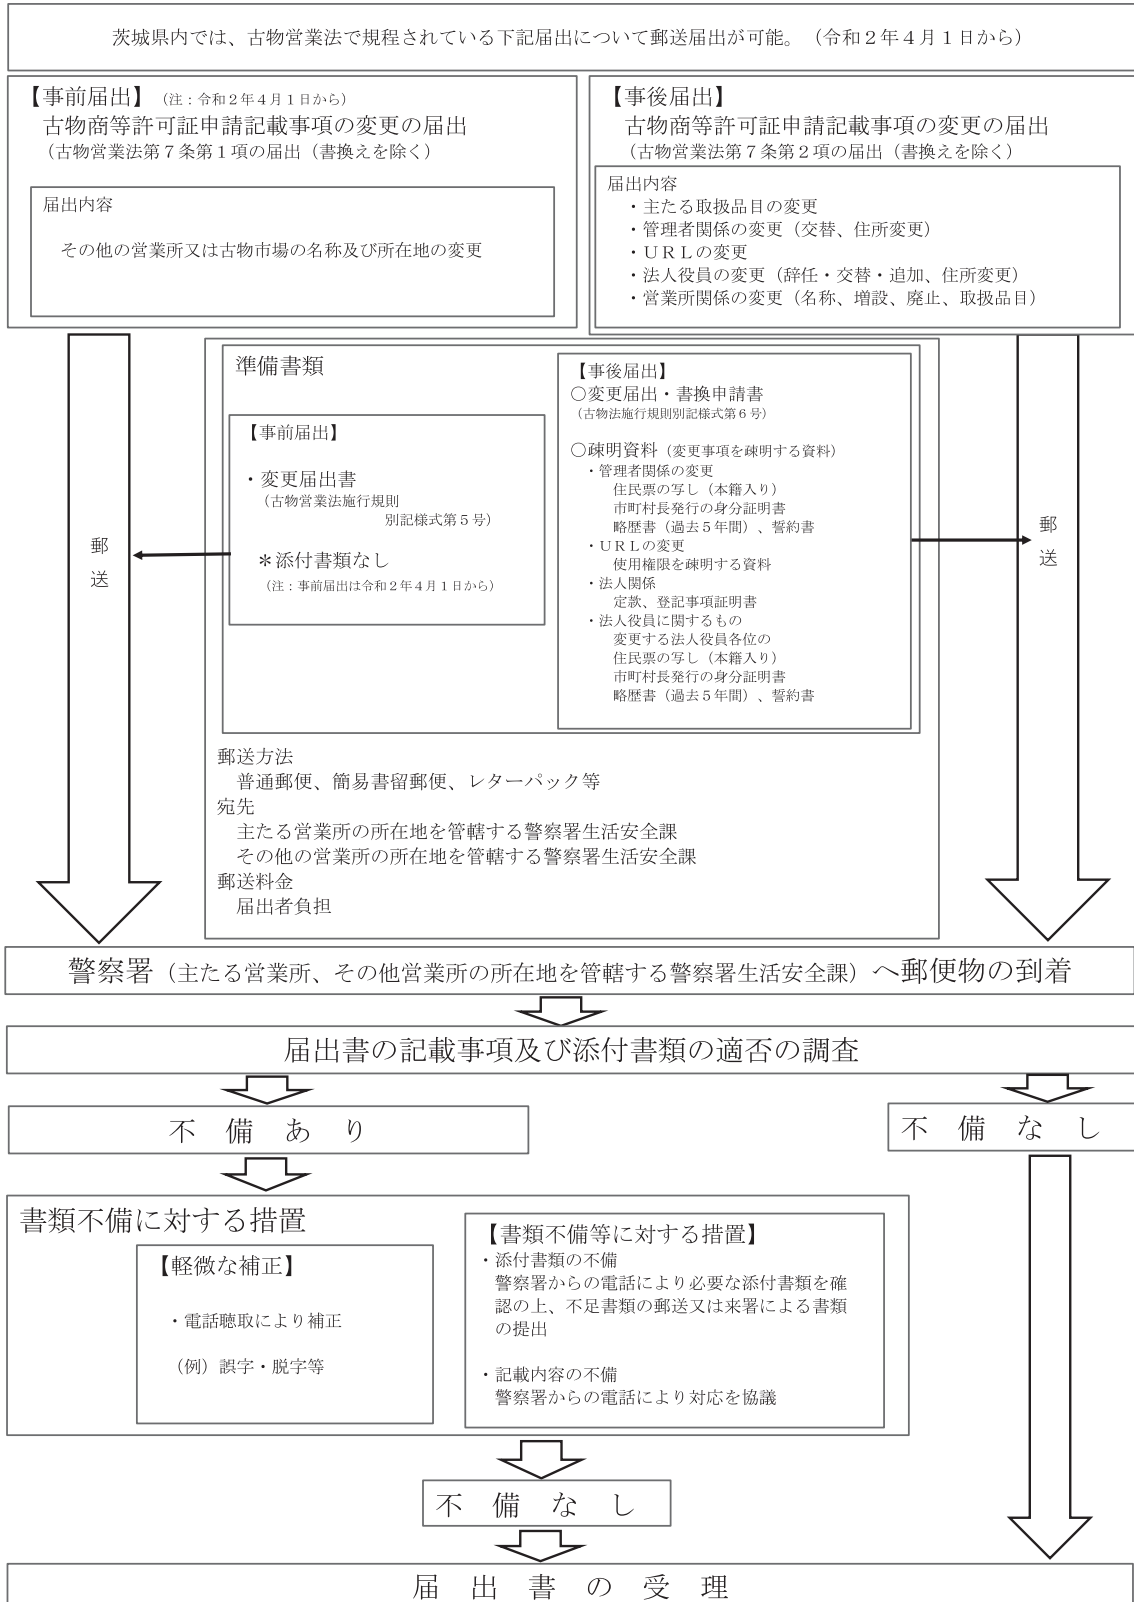 茨城県内では、古物営業法で規程されている下記届出について郵送届出が可能。（令和２年４月１日から）
【事前届出】（注：令和２年４月１日から）
古物商等許可証申請記載事項の変更の届出
（古物営業法第７条第１項の届出（書換えを除く）
届出内容
その他の営業所又は古物市場の名称及び所在地の変更
【事後届出】
古物商等許可証申請記載事項の変更の届出
（古物営業法第７条第２項の届出（書換えを除く）
届出内容
・主たる取扱品目の変更
・管理者関係の変更（交替、住所変更）
・ＵＲＬの変更
・法人役員の変更（辞任・交替・追加、住所変更）
・営業所関係の変更（名称、増設、廃止、取扱品目）
郵
送
準備書類
【事前届出】
・変更届出書
（古物営業法施行規則
別記様式第５号）
＊添付書類なし
（注：事前届出は令和２年４月１日から）
【事後届出】
○変更届出・書換申請書
（古物法施行規則別記様式第６号）
○疎明資料（変更事項を疎明する資料）
・管理者関係の変更
住民票の写し（本籍入り）
市町村長発行の身分証明書
略歴書（過去５年間）、誓約書
・ＵＲＬの変更
使用権限を疎明する資料
・法人関係
定款、登記事項証明書
・法人役員に関するもの
変更する法人役員各位の
住民票の写し（本籍入り）
市町村長発行の身分証明書
略歴書（過去５年間）、誓約書
郵
送
郵送方法
普通郵便、簡易書留郵便、レターパック等
宛先
主たる営業所の所在地を管轄する警察署生活安全課
その他の営業所の所在地を管轄する警察署生活安全課
郵送料金
届出者負担
警察署（主たる営業所、その他営業所の所在地を管轄する警察署生活安全課）へ郵便物の到着
届出書の記載事項及び添付書類の適否の調査
不 備 あ り
不 備 な し
書類不備に対する措置
【軽微な補正】
・電話聴取により補正
（例）誤字・脱字等
【書類不備等に対する措置】
・添付書類の不備
警察署からの電話により必要な添付書類を確
認の上、不足書類の郵送又は来署による書類
の提出
・記載内容の不備
警察署からの電話により対応を協議
不 備 な し
届 出 書 の 受 理